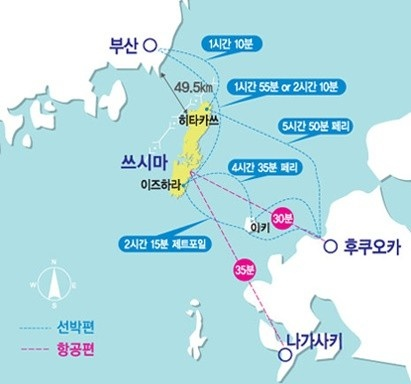 부산
1시간 10분
49.5km
1시간 55분 or 2시간 10분
히타카쯔
5시간 50분 페리
쓰시마
4시간 35분 페리
이즈하라
30분
이키
2시간 15분 제트포일
후쿠오카
35분
N
W
E
S
선박편
나가사키
항공편